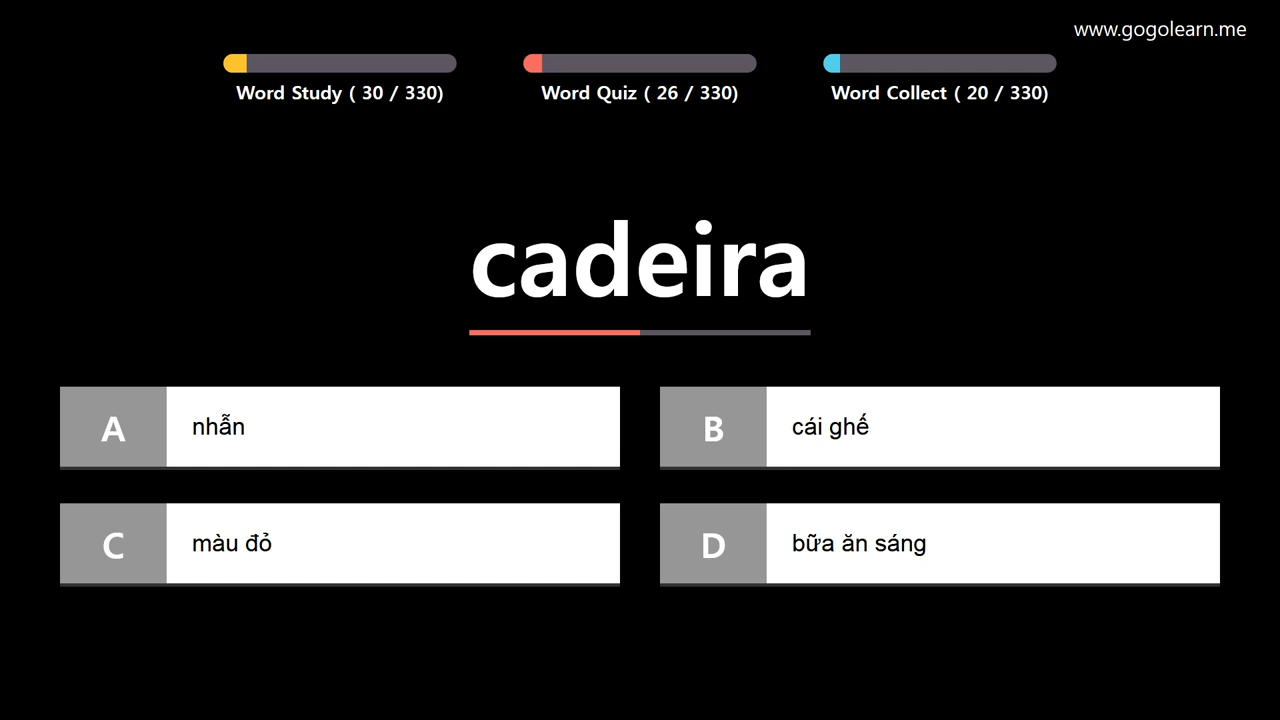 www.gogolearn.me
Word Study ( 30 / 330)
Word Quiz ( 26 / 330)
Word Collect ( 20 / 330)
cadeira
A nhẫn
B cái ghế
C màu đỏ
D bữa ăn sáng